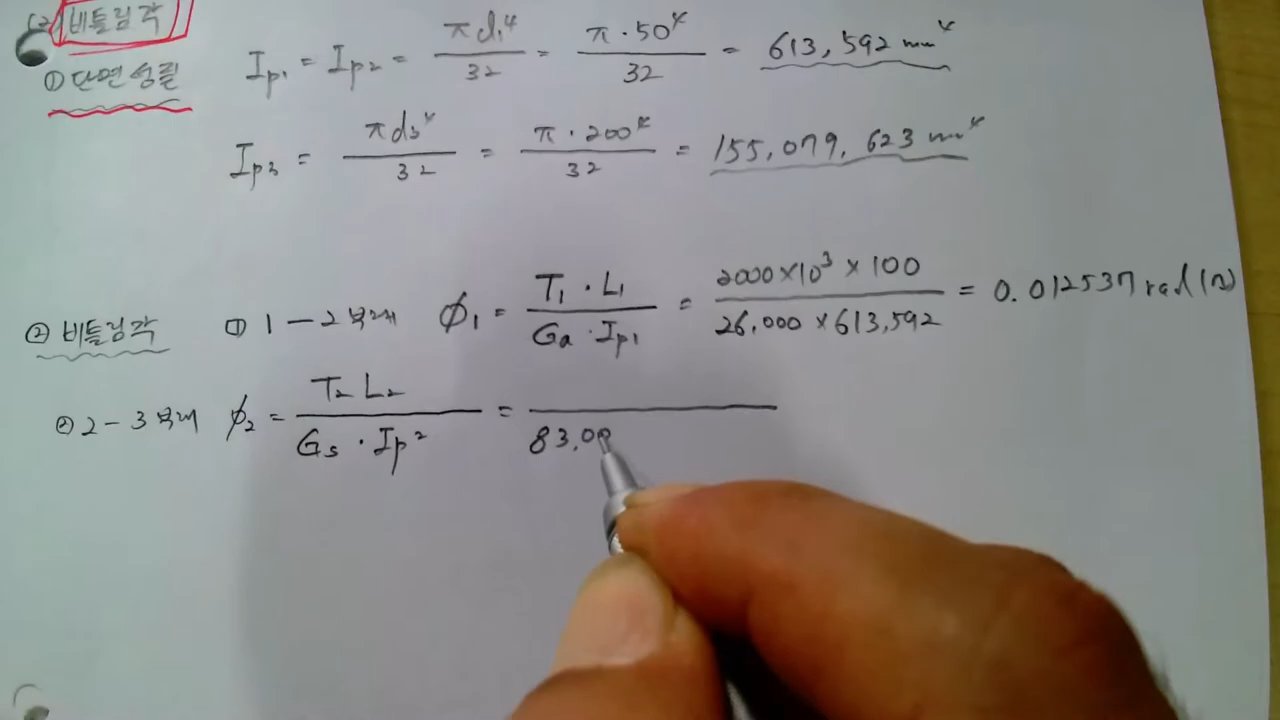 (2) 비틀림각
① 단면성질 Ip₁ = Ip₂ = πd₁⁴/32 = π·50⁴/32 = 613,592 mm⁴
Ip₃ = πd₃⁴/32 = π·200⁴/32 = 155,079,623 mm⁴
② 비틀림각 ① 1-2부재 ϕ₁ = T₁·L₁/Ga·Ip₁ = 2000×10³×100/26,000×613,592 = 0.012537 rad(n)
② 2-3부재 ϕ₂ = T₂L₂/Gs·Ip² = /83,00